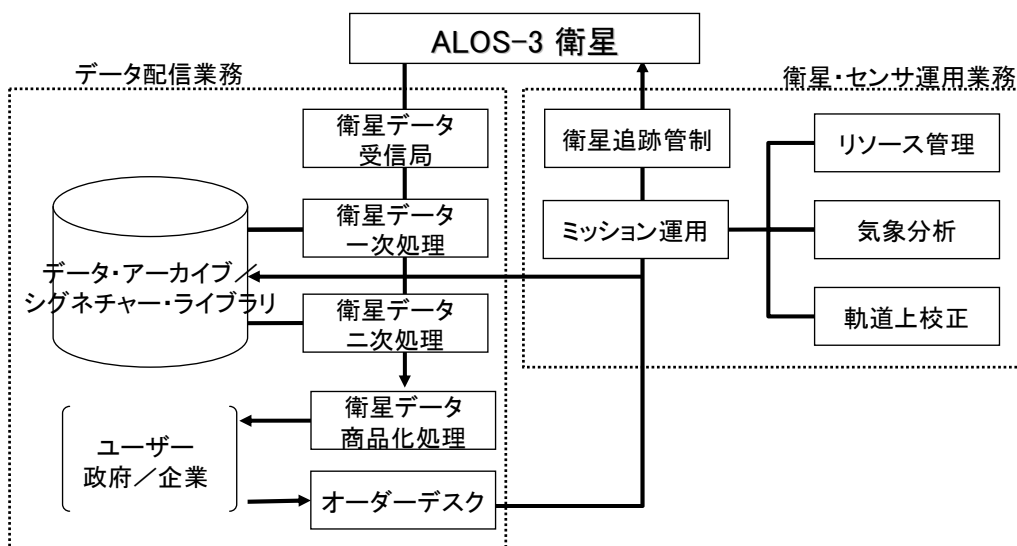 ALOS-3 衛星
データ配信業務
衛星・センサ運用業務
衛星データ
受信局
衛星データ
一次処理
データ・アーカイブ／
シグネチャー・ライブラリ
衛星データ
二次処理
衛星データ
商品化処理
ユーザー
政府／企業
オーダーデスク
衛星追跡管制
ミッション運用
リソース管理
気象分析
軌道上校正